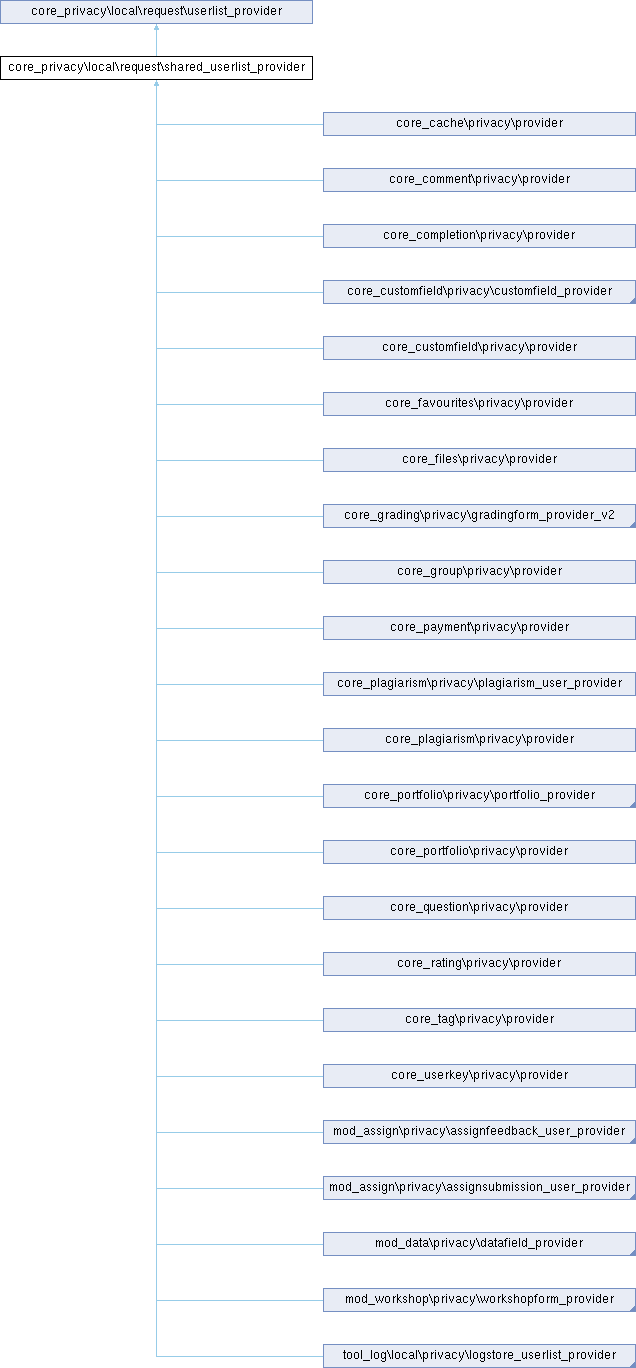 core_privacy\local\request\userlist_provider
core_privacy\local\request\shared_userlist_provider
core_cache\privacy\provider
core_comment\privacy\provider
core_completion\privacy\provider
core_customfield\privacy\customfield_provider
core_customfield\privacy\provider
core_favourites\privacy\provider
core_files\privacy\provider
core_grading\privacy\gradingform_provider_v2
core_group\privacy\provider
core_payment\privacy\provider
core_plagiarism\privacy\plagiarism_user_provider
core_plagiarism\privacy\provider
core_portfolio\privacy\portfolio_provider
core_portfolio\privacy\provider
core_question\privacy\provider
core_rating\privacy\provider
core_tag\privacy\provider
core_userkey\privacy\provider
mod_assign\privacy\assignfeedback_user_provider
mod_assign\privacy\assignsubmission_user_provider
mod_data\privacy\datafield_provider
mod_workshop\privacy\workshopform_provider
tool_log\local\privacy\logstore_userlist_provider